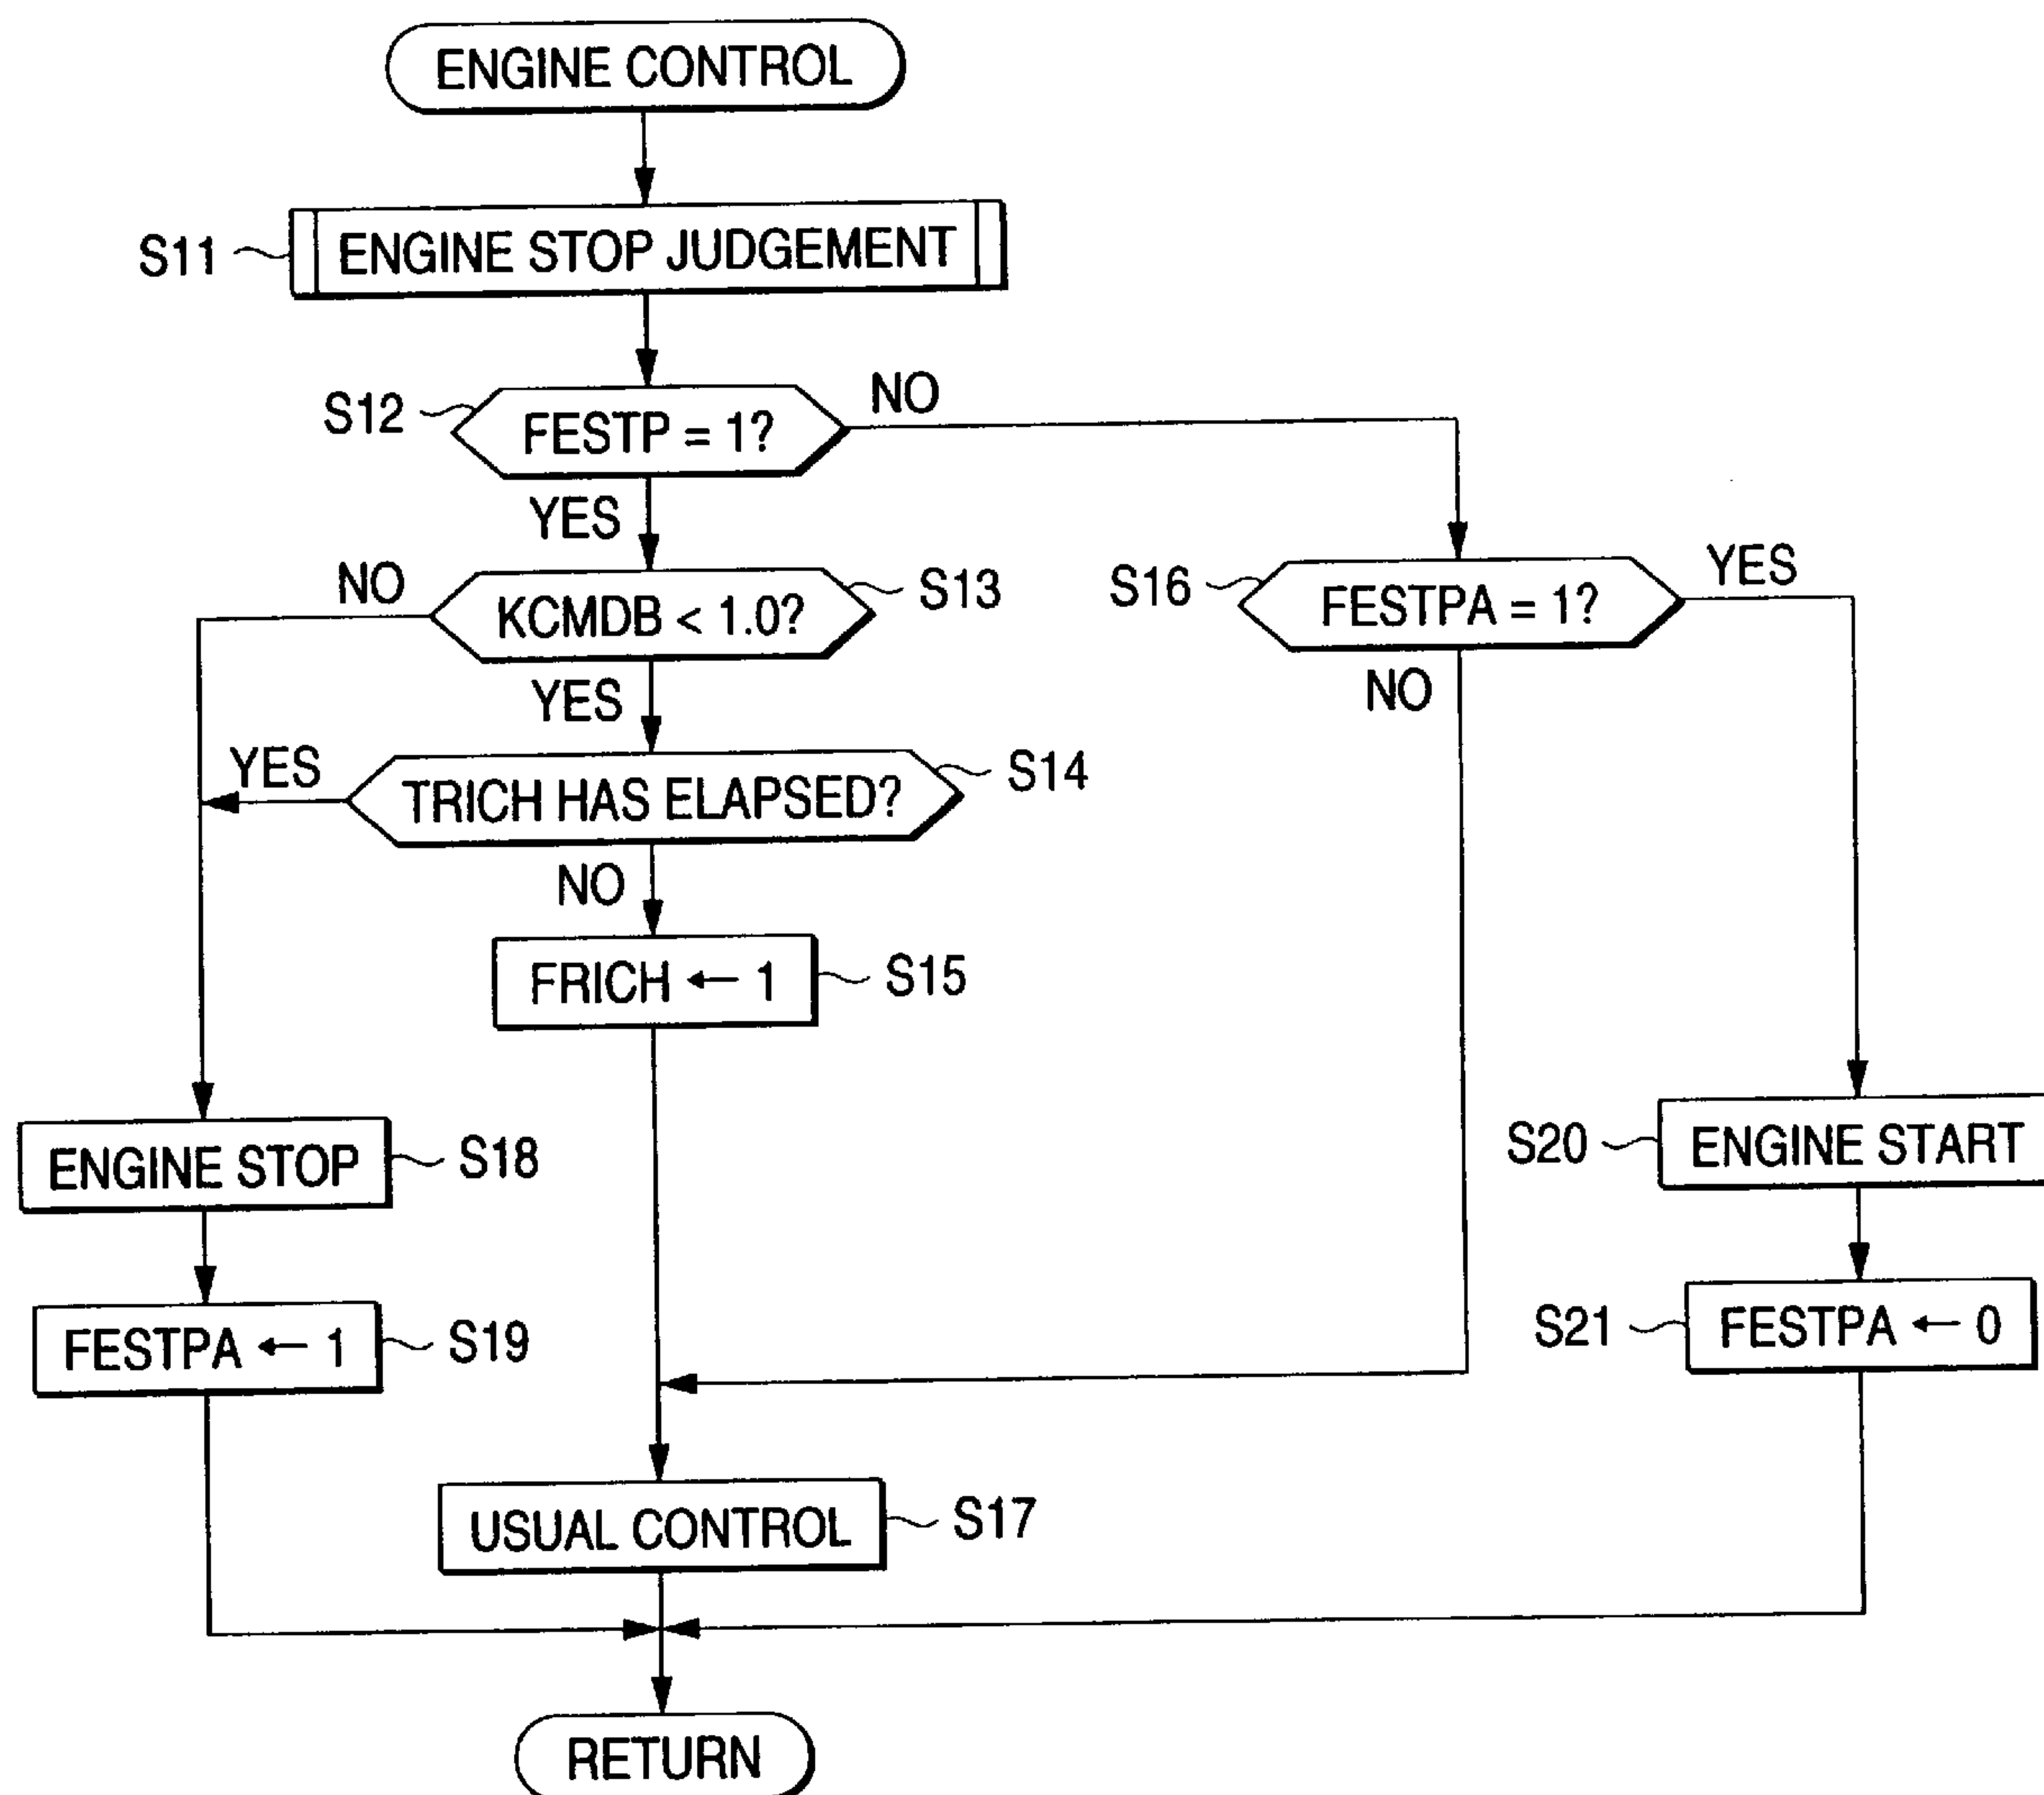 ENGINE CONTROL
S11 ENGINE STOP JUDGEMENT
S12 FESTP = 1?
NO
YES
NO
KCMDB < 1.0?
S13
S16 FESTPA = 1?
YES
YES
NO
YES
TRICH HAS ELAPSED?
S14
NO
FRICH ← 1
S15
ENGINE STOP
S18
S20
ENGINE START
FESTPA ← 1
S19
S21
FESTPA ← 0
USUAL CONTROL
S17
RETURN